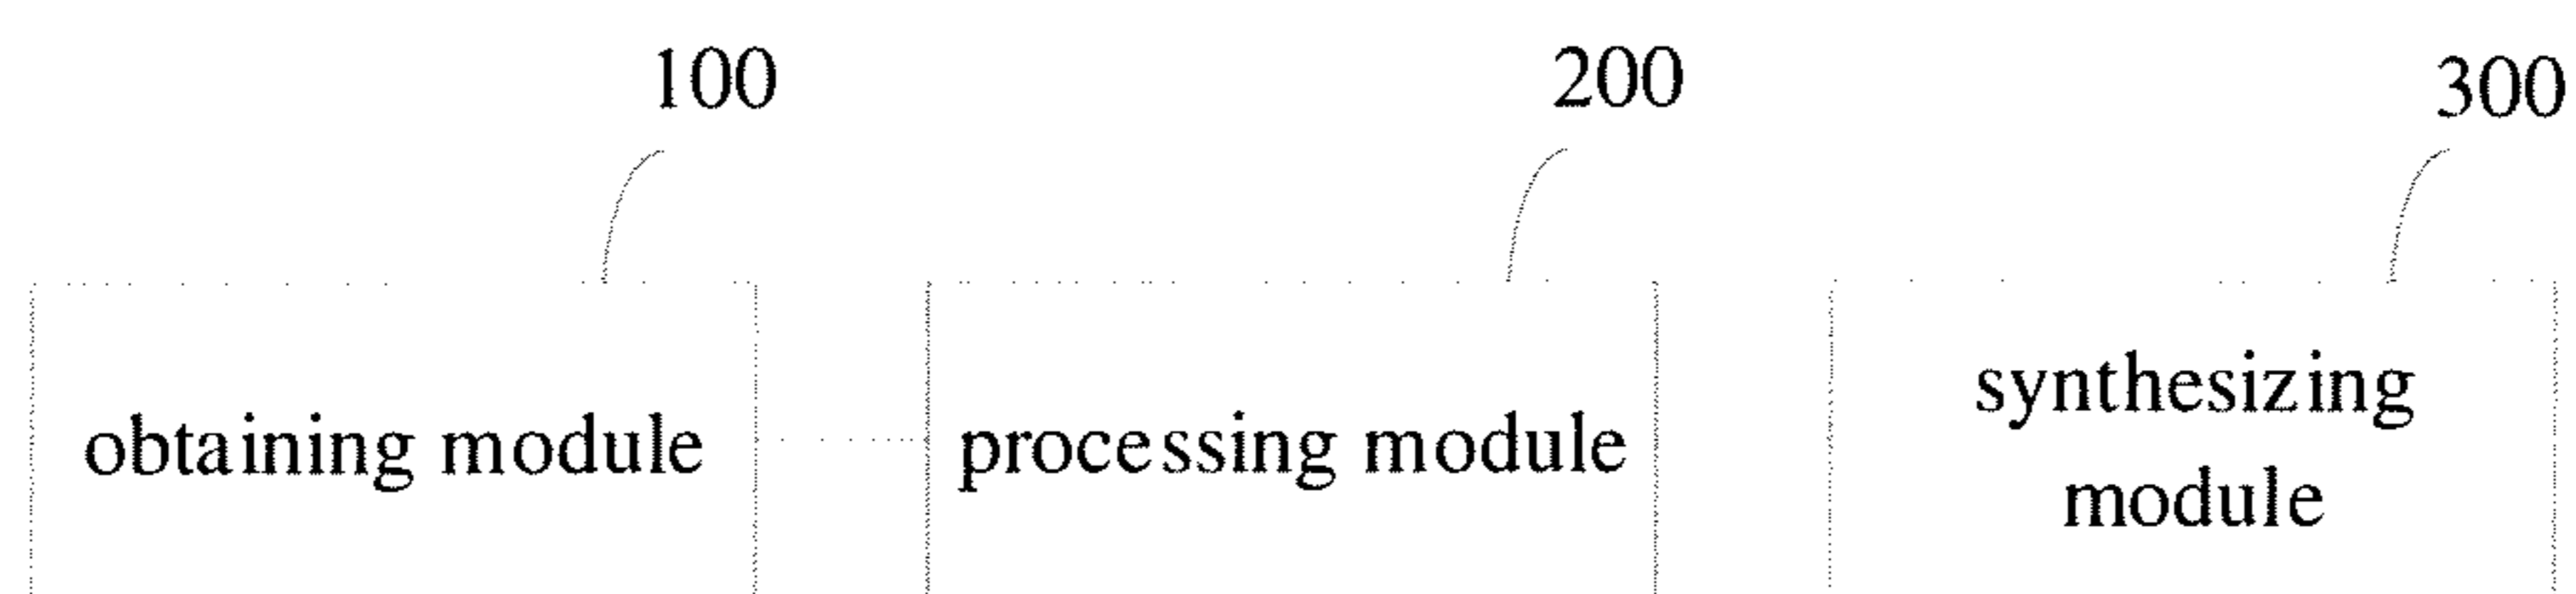 100
200
300
obtaining module
processing module
synthesizing
module